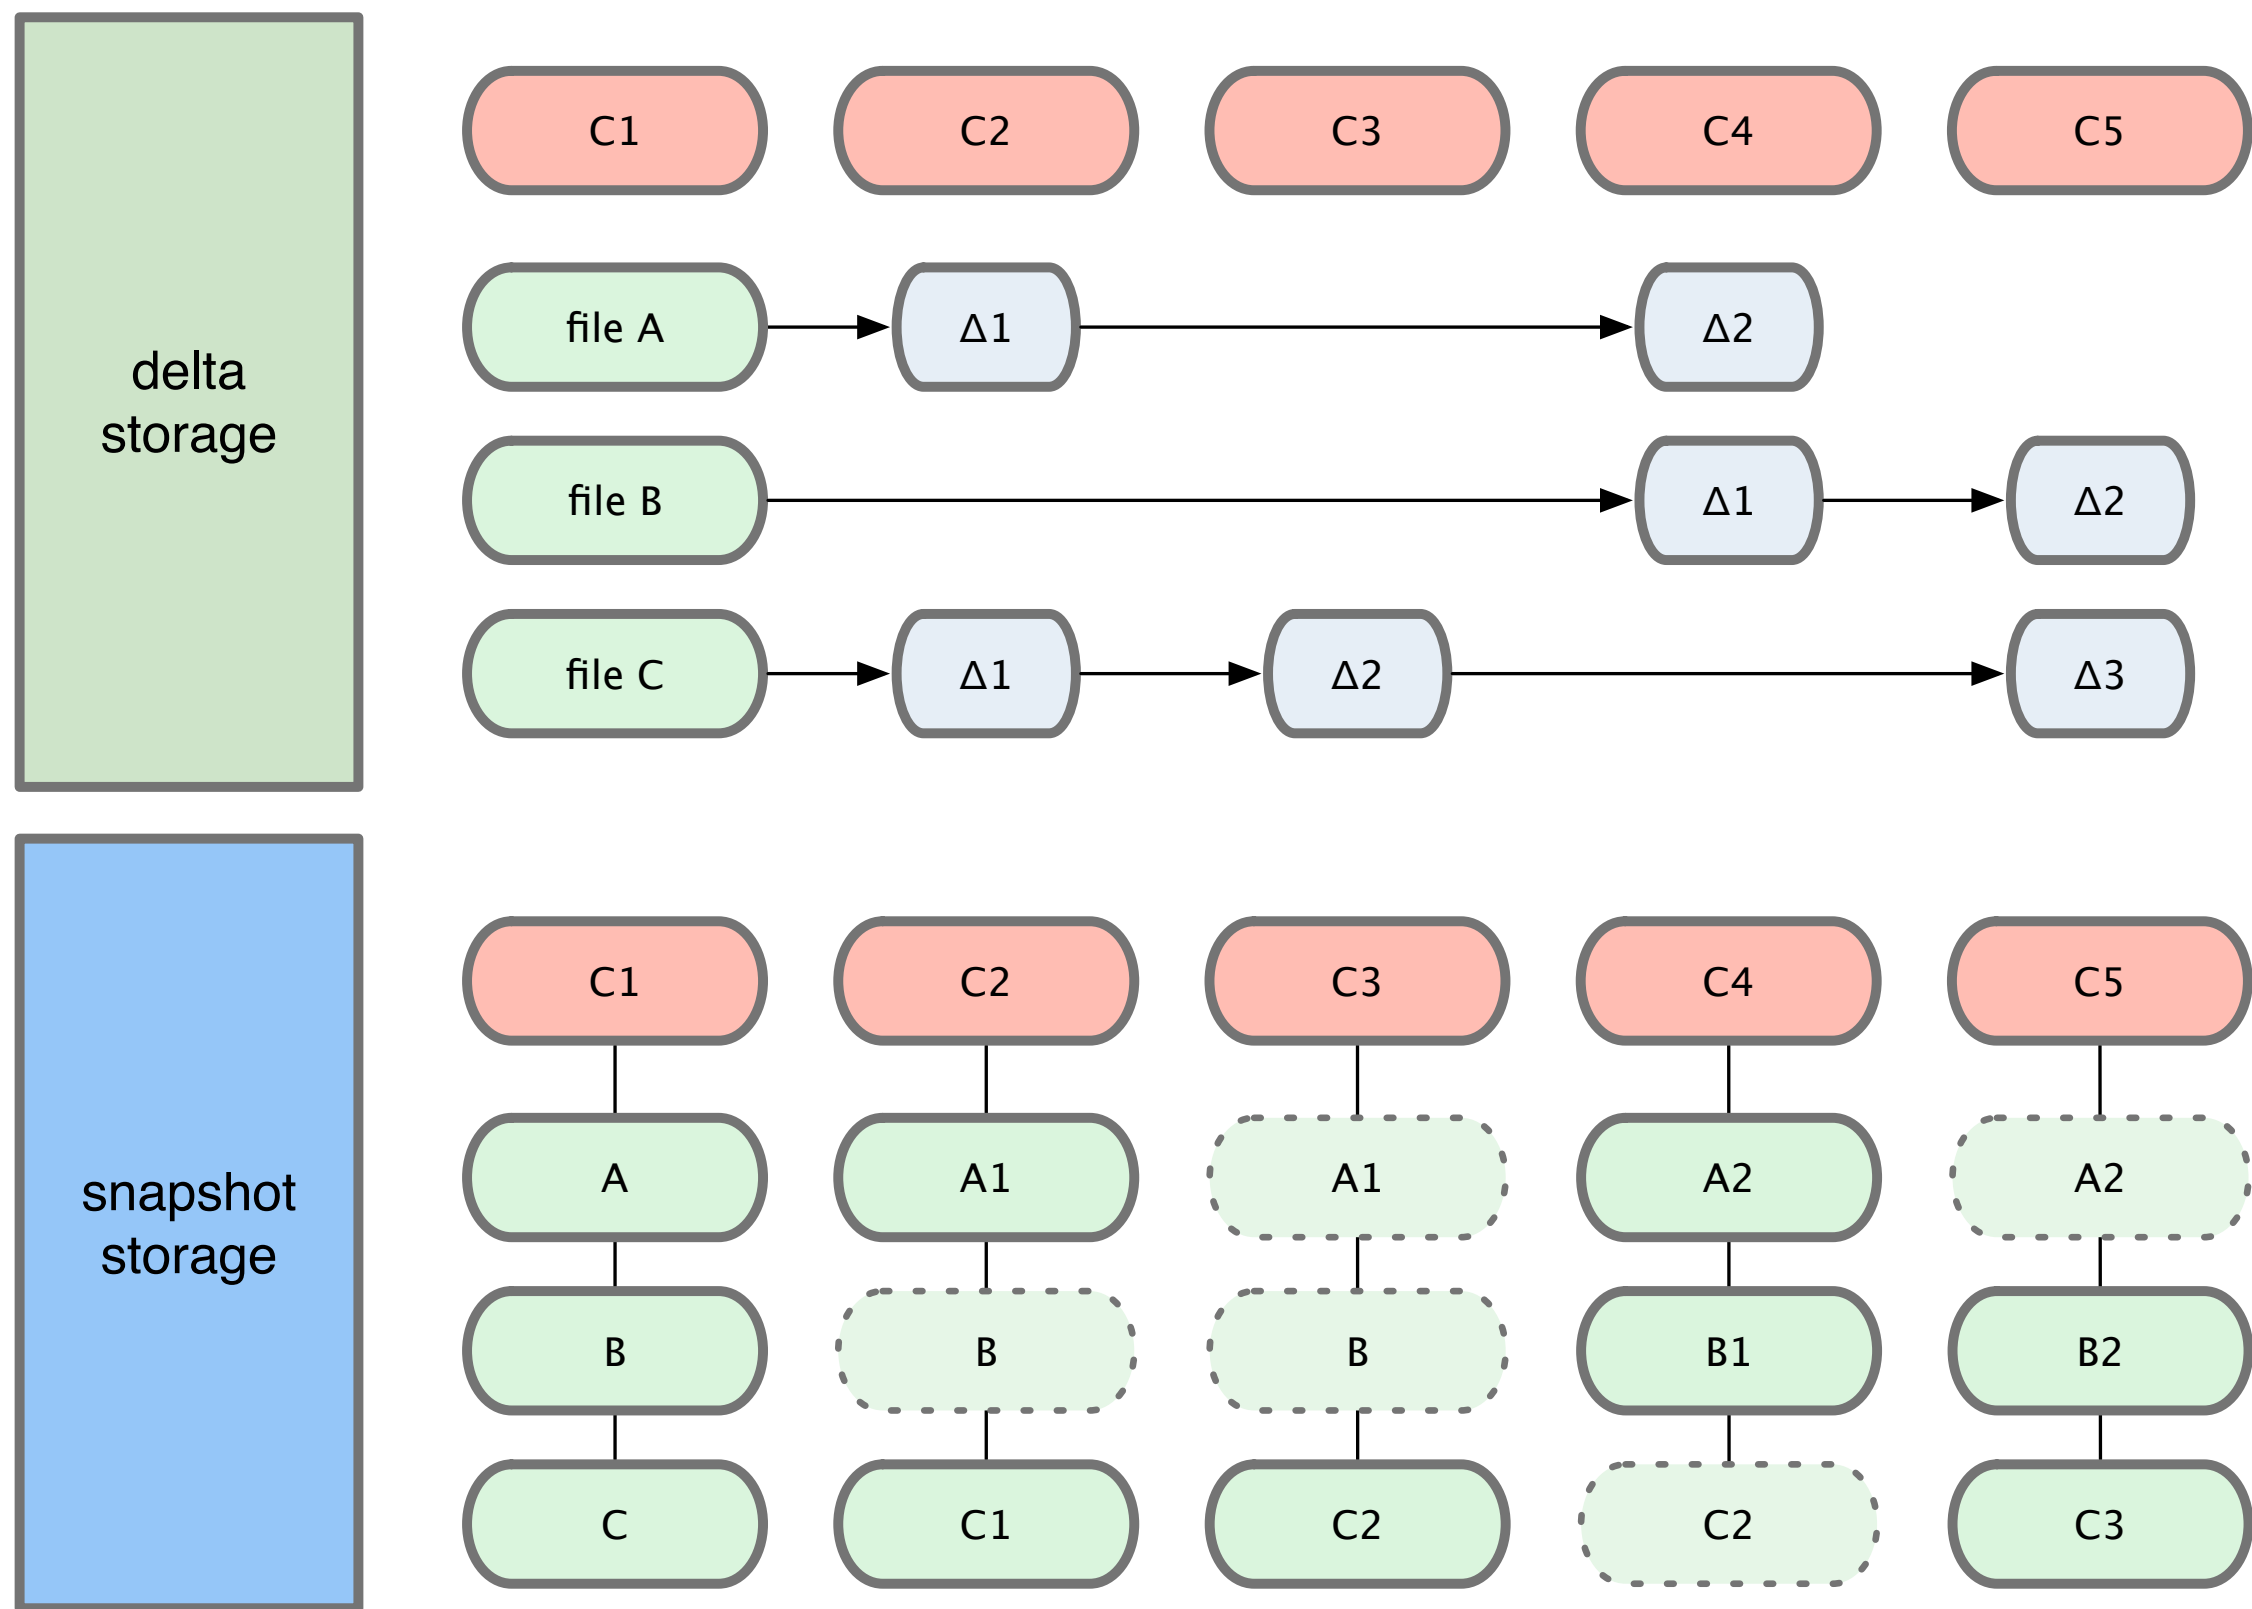 delta
storage
C1 C2 C3 C4 C5
file A Δ1 Δ2
file B Δ1 Δ2
file C Δ1 Δ2 Δ3
snapshot
storage
C1 C2 C3 C4 C5
A A1 A1 A2 A2
B B B B1 B2
C C1 C2 C2 C3